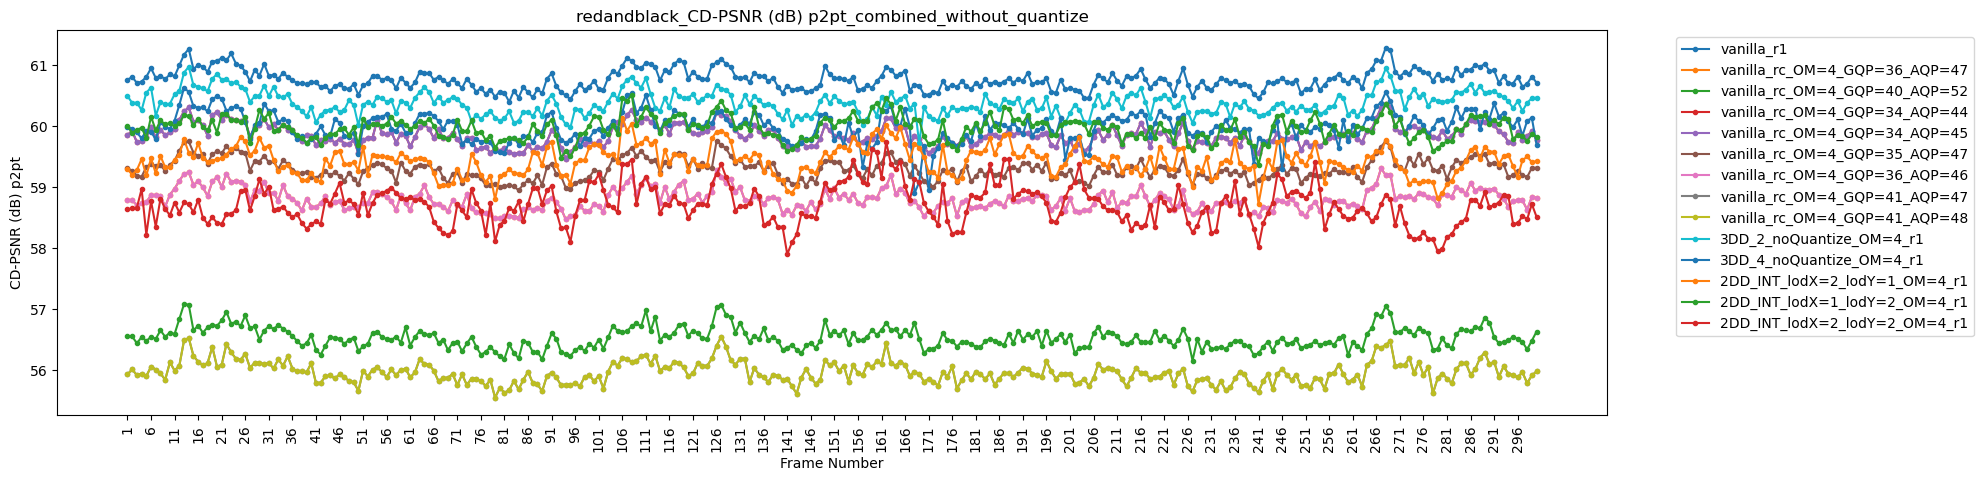 redandblack_CD-PSNR (dB) p2pt_combined_without_quantize
CD-PSNR (dB) p2pt
61
60
59
58
57
56
1 6 11 16 21 26 31 36 41 46 51 56 61 66 71 76 81 86 91 96 101 106 111 116 121 126 131 136 141 146 151 156 161 166 171 176 181 186 191 196 201 206 211 216 221 226 231 236 241 246 251 256 261 266 271 276 281 286 291 296
Frame Number
vanilla_r1
vanilla_rc_OM=4_GQP=36_AQP=47
vanilla_rc_OM=4_GQP=40_AQP=52
vanilla_rc_OM=4_GQP=34_AQP=44
vanilla_rc_OM=4_GQP=34_AQP=45
vanilla_rc_OM=4_GQP=35_AQP=47
vanilla_rc_OM=4_GQP=36_AQP=46
vanilla_rc_OM=4_GQP=41_AQP=47
vanilla_rc_OM=4_GQP=41_AQP=48
3DD_2_noQuantize_OM=4_r1
3DD_4_noQuantize_OM=4_r1
2DD_INT_lodX=2_lodY=1_OM=4_r1
2DD_INT_lodX=1_lodY=2_OM=4_r1
2DD_INT_lodX=2_lodY=2_OM=4_r1